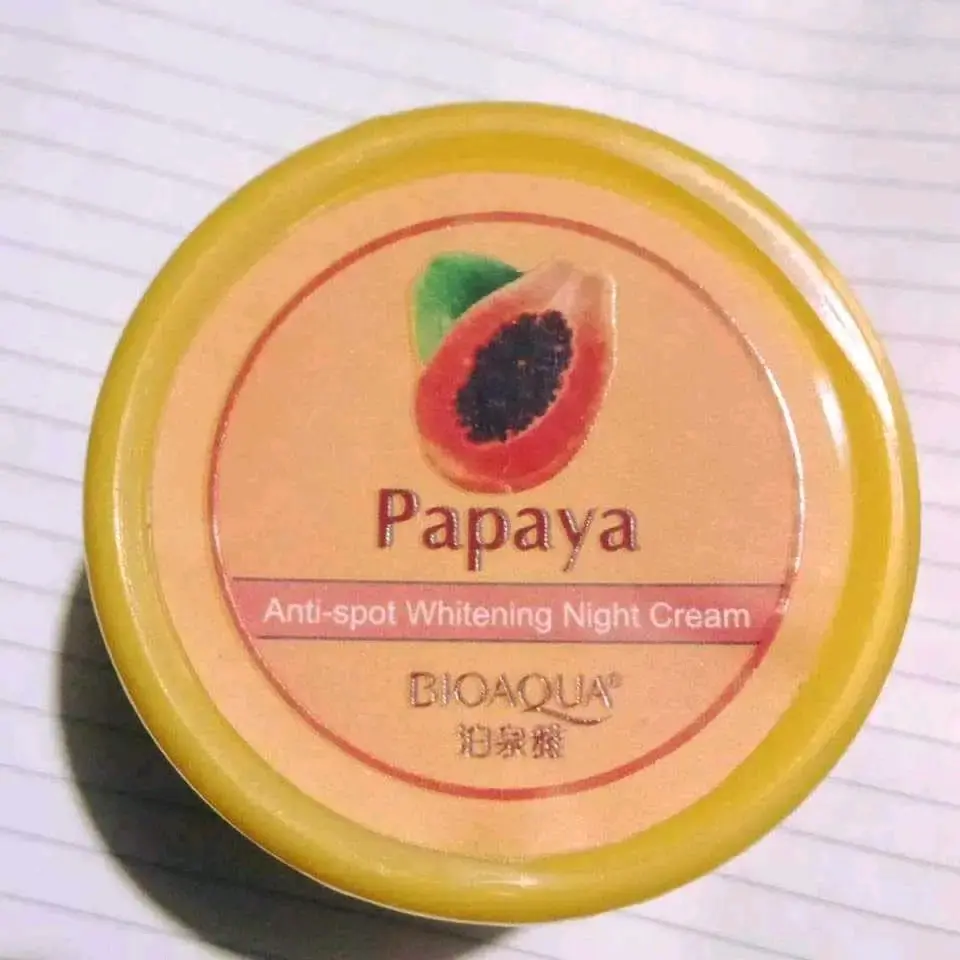 Papaya
Anti-spot Whitening Night Cream
BIOAQUA®
泊泉雅